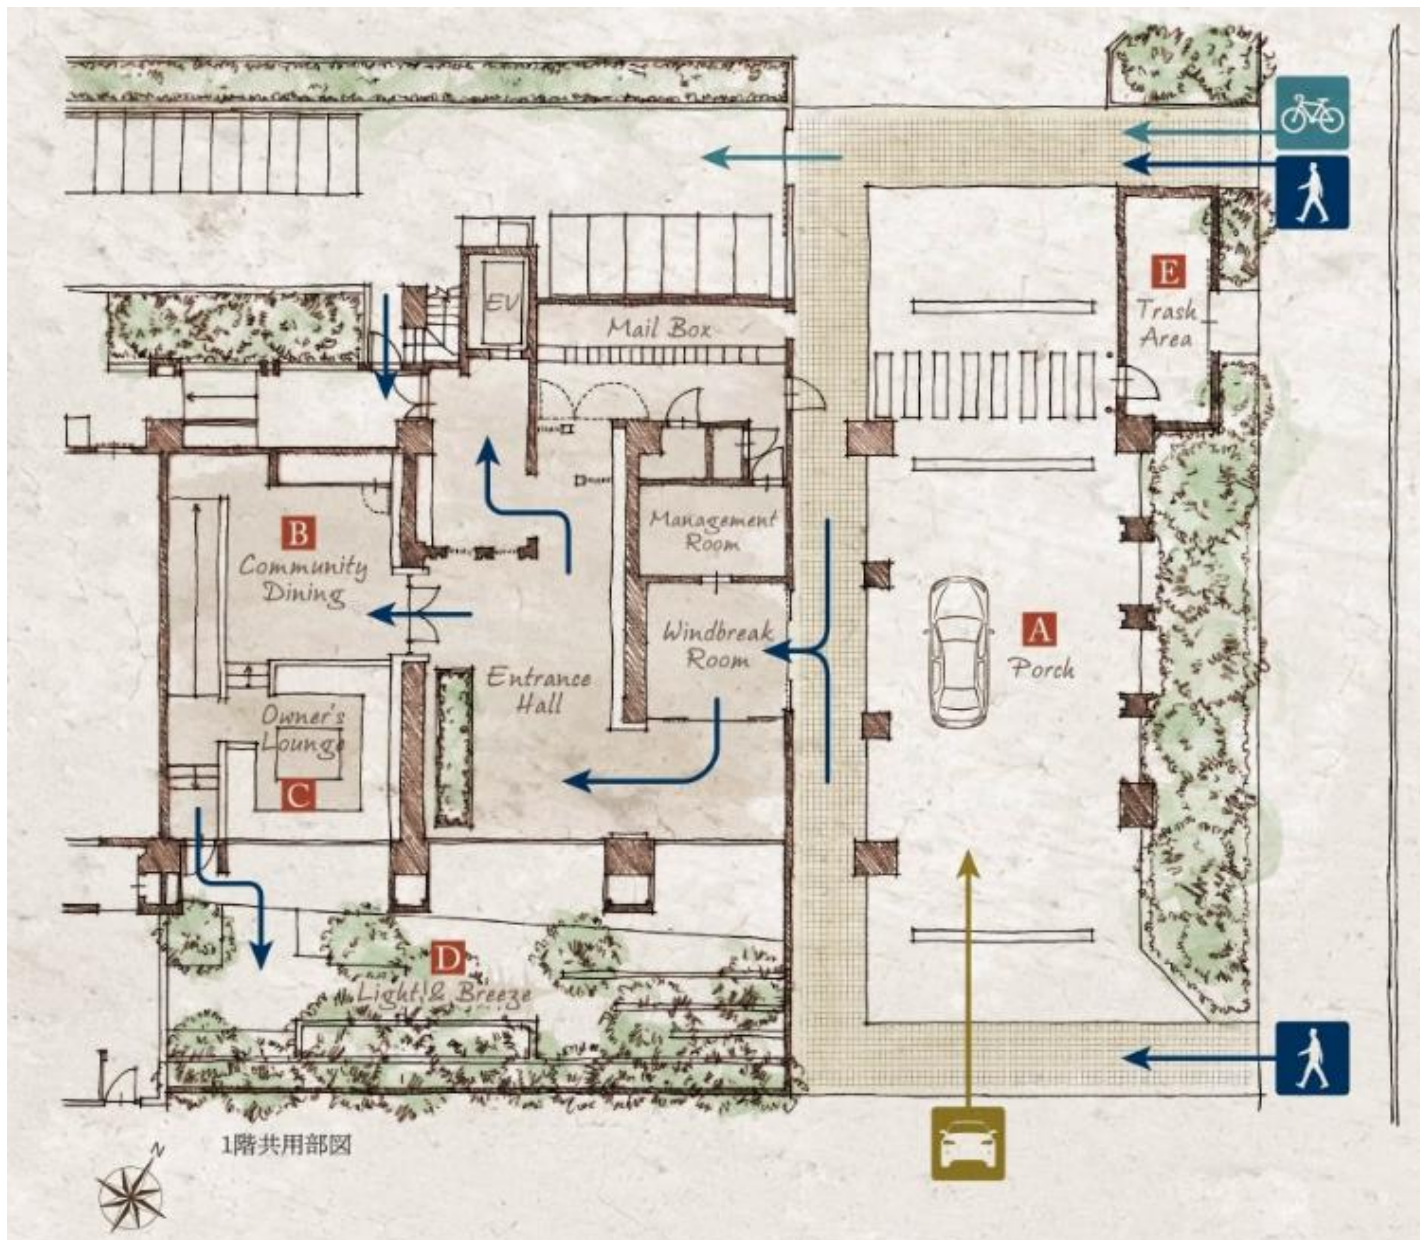 EV
Mail Box
E
Trash
Area
B
Community
Dining
Management
Room
Windbreak
Room
A
Porch
Entrance
Hall
Owner's
Lounge
C
D
Light & Breeze
N
1階共用部図